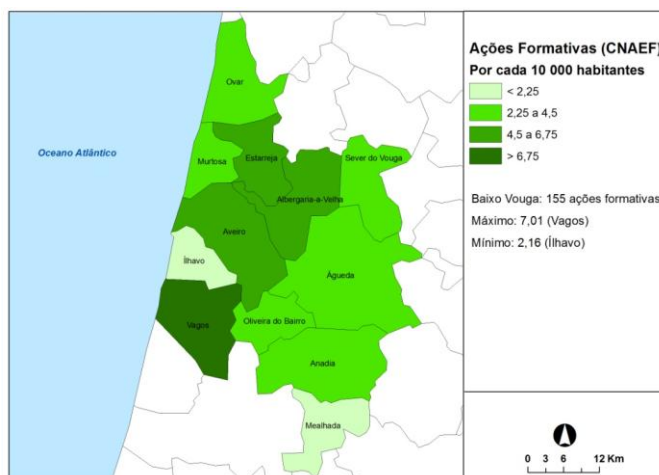 Ovar
Oceano Atlântico
Murtosa
Estarreja
Sever do Vouga
Albergaria-a-Velha
Aveiro
Ílhavo
Águeda
Vagos
Oliveira do Bairro
Anadia
Mealhada
Ações Formativas (CNAEF)
Por cada 10 000 habitantes
< 2,25
2,25 a 4,5
4,5 a 6,75
> 6,75
Baixo Vouga: 155 ações formativas
Máximo: 7,01 (Vagos)
Mínimo: 2,16 (Ílhavo)
0 3 6 12 Km